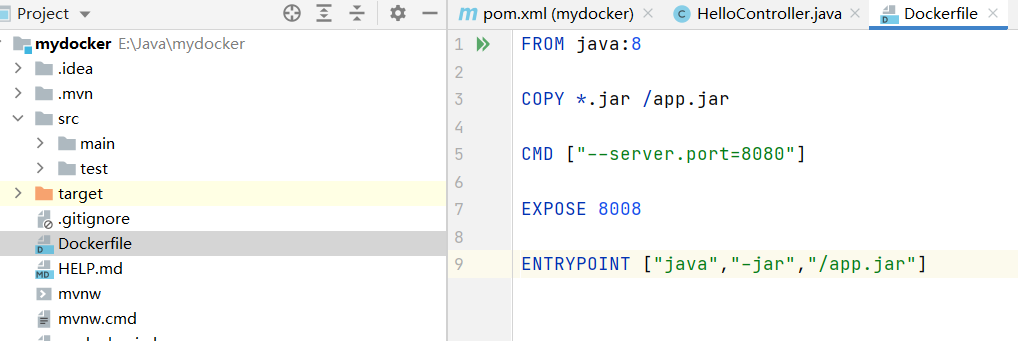 Project
mydocker E:\Java\mydocker
.idea
.mvn
src
main
test
target
.gitignore
Dockerfile
HELP.md
mvnw
mvnw.cmd
pom.xml (mydocker)
HelloController.java
Dockerfile
1 FROM java:8
2
3 COPY *.jar /app.jar
4
5 CMD ["--server.port=8080"]
6
7 EXPOSE 8008
8
9 ENTRYPOINT ["java","-jar","/app.jar"]